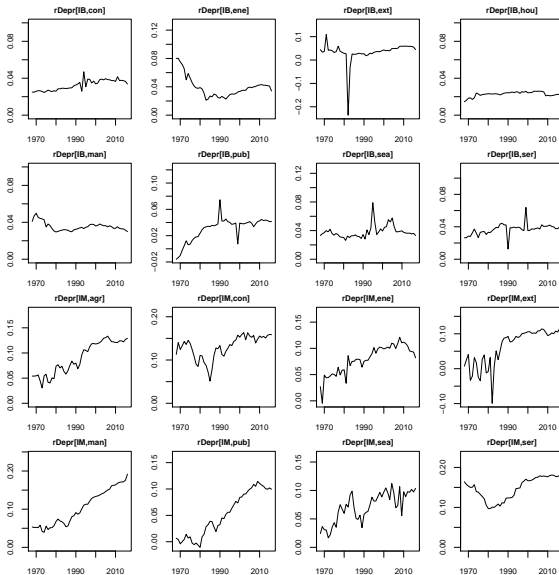 rDepr[IB,con]
rDepr[IB,ene]
rDepr[IB,ext]
rDepr[IB,hou]
0.00 0.04 0.08
0.00 0.04 0.08
-0.2 -0.1 0.0 0.1
0.00 0.04 0.08
1970 1990 2010
1970 1990 2010
1970 1990 2010
1970 1990 2010
rDepr[IB,man]
rDepr[IB,pub]
rDepr[IB,sea]
rDepr[IB,ser]
0.00 0.04 0.08
-0.02 0.02 0.06 0.12
0.00 0.04 0.08
0.00 0.04 0.08
1970 1990 2010
1970 1990 2010
1970 1990 2010
1970 1990 2010
rDepr[IM,agr]
rDepr[IM,con]
rDepr[IM,ene]
rDepr[IM,ext]
0.00 0.05 0.10 0.15
0.00 0.10 0.20
0.00 0.05 0.10 0.15
-0.10 0.00 0.10
1970 1990 2010
1970 1990 2010
1970 1990 2010
1970 1990 2010
rDepr[IM,man]
rDepr[IM,pub]
rDepr[IM,sea]
rDepr[IM,ser]
0.00 0.10 0.20
0.00 0.05 0.10 0.15
0.00 0.05 0.10 0.15
0.00 0.10 0.20
1970 1990 2010
1970 1990 2010
1970 1990 2010
1970 1990 2010